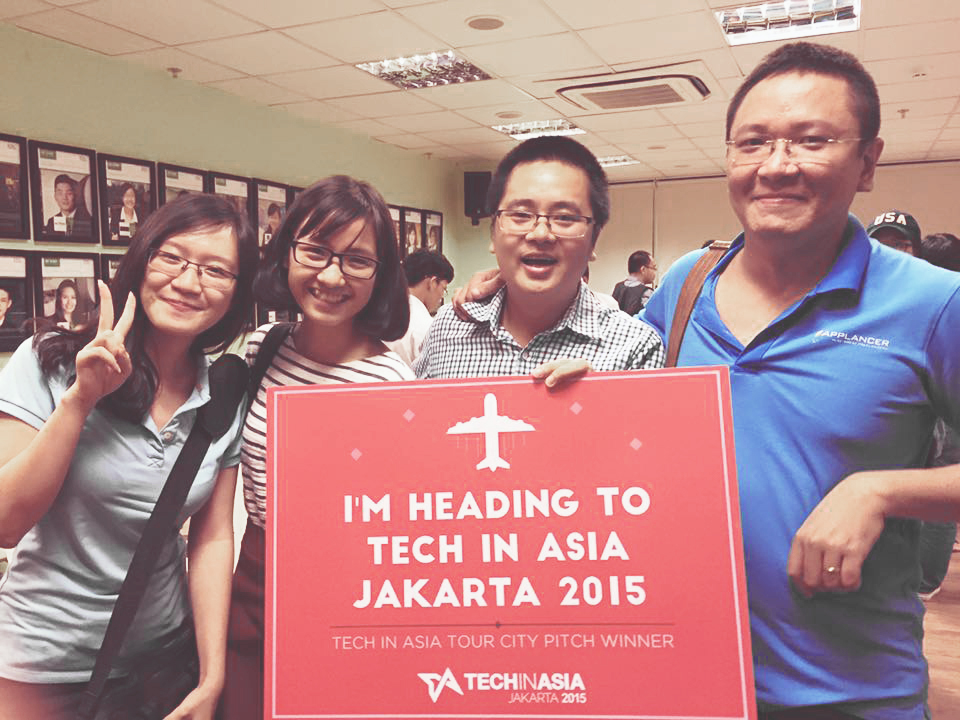 USA
APPLANCER
I'M HEADING TO
TECH IN ASIA
JAKARTA 2015
TECH IN ASIA TOUR CITY PITCH WINNER
TECHINASIA
JAKARTA 2015